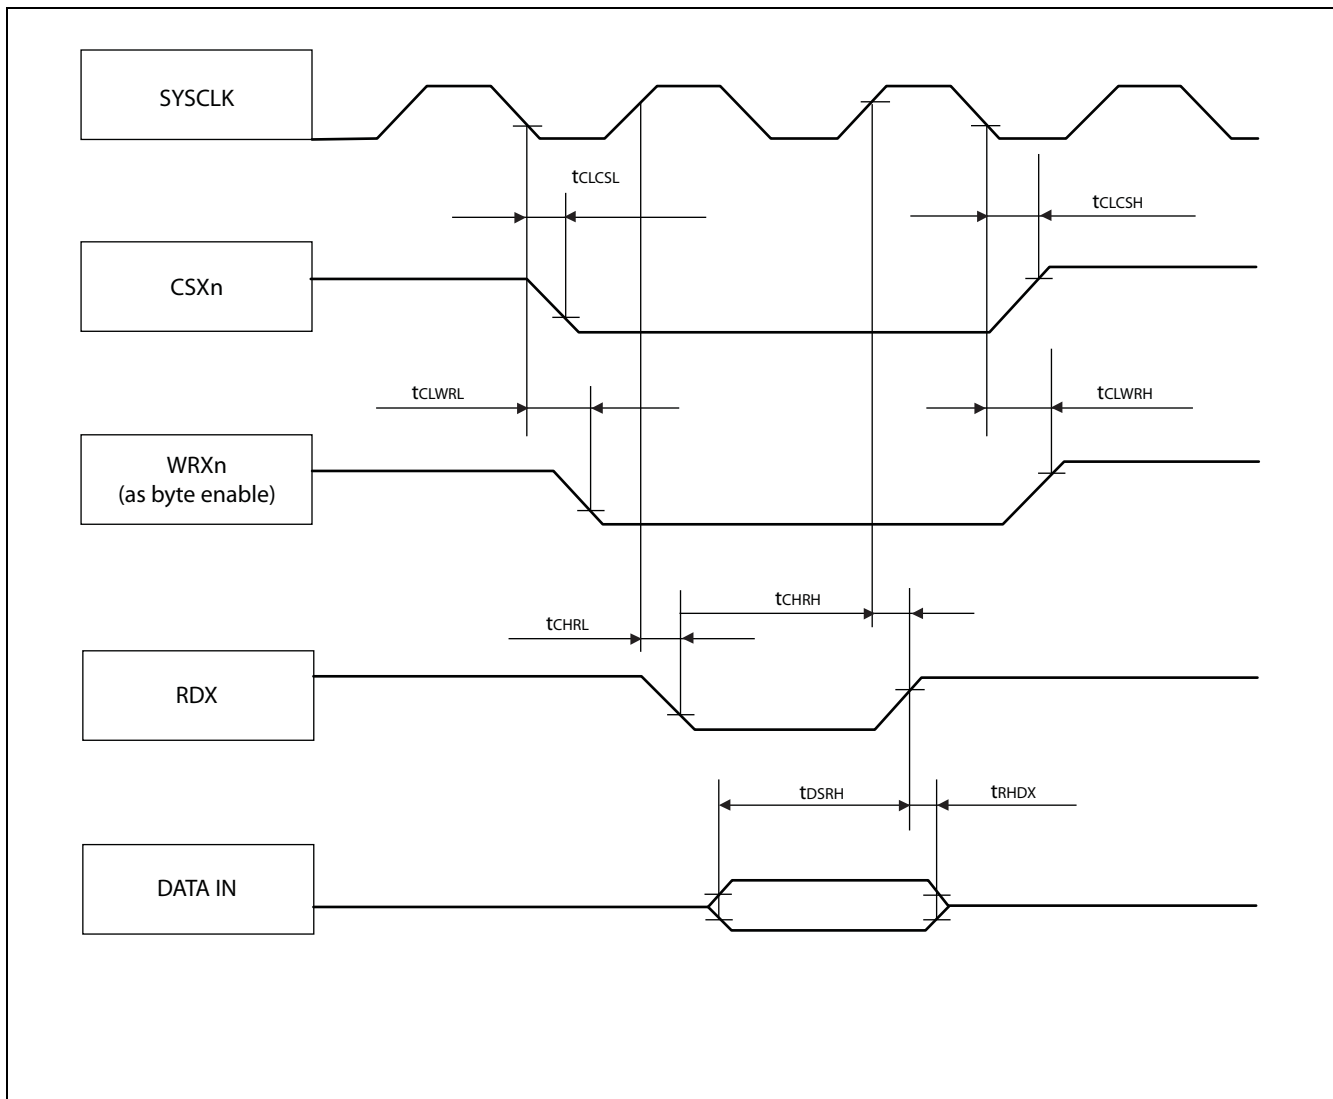 SYSCLK
tCLCSL
tCLCSH
CSXn
tCLWRL
tCLWRH
WRXn
(as byte enable)
tCHRH
tCHRL
RDX
tDSRH
tRHDX
DATA IN